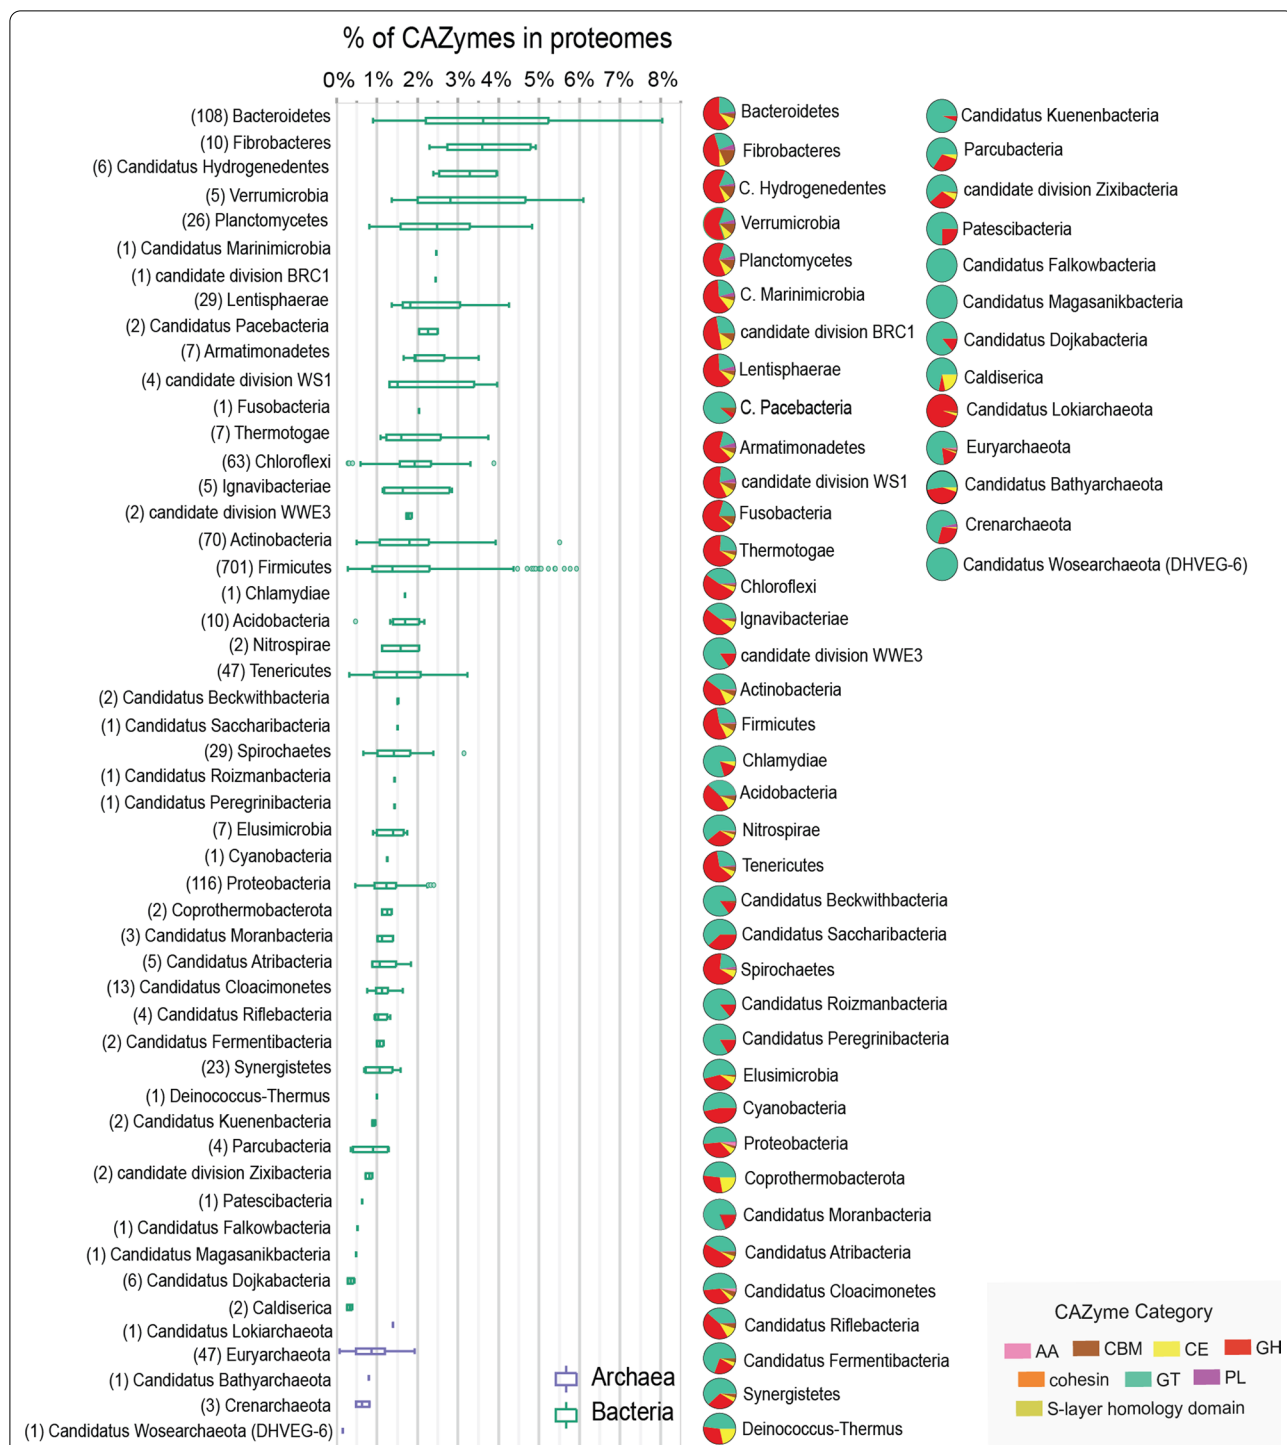 % of CAZymes in proteomes
0% 1% 2% 3% 4% 5% 6% 7% 8%
(108) Bacteroidetes
(10) Fibrobacteres
(6) Candidatus Hydrogenedentes
(5) Verrumicrobia
(26) Planctomycetes
(1) Candidatus Marinimicrobia
(1) candidate division BRC1
(29) Lentisphaerae
(2) Candidatus Pacebacteria
(7) Armatimonadetes
(4) candidate division WS1
(1) Fusobacteria
(7) Thermotogae
(63) Chloroflexi
(5) Ignavibacteriae
(2) candidate division WWE3
(70) Actinobacteria
(701) Firmicutes
(1) Chlamydiae
(10) Acidobacteria
(2) Nitrospirae
(47) Tenericutes
(2) Candidatus Beckwithbacteria
(1) Candidatus Saccharibacteria
(29) Spirochaetes
(1) Candidatus Roizmanbacteria
(1) Candidatus Peregrinibacteria
(7) Elusimicrobia
(1) Cyanobacteria
(116) Proteobacteria
(2) Coprothermobacterota
(3) Candidatus Moranbacteria
(5) Candidatus Atribacteria
(13) Candidatus Cloacimonetes
(4) Candidatus Riflebacteria
(2) Candidatus Fermentibacteria
(23) Synergistetes
(1) Deinococcus-Thermus
(2) Candidatus Kuenenbacteria
(4) Parcubacteria
(2) candidate division Zixibacteria
(1) Patescibacteria
(1) Candidatus Falkowbacteria
(1) Candidatus Magasanikbacteria
(6) Candidatus Dojkabacteria
(2) Caldiserica
(1) Candidatus Lokiarchaeota
(47) Euryarchaeota
(1) Candidatus Bathyarchaeota
(3) Crenarchaeota
(1) Candidatus Wosearchaeota (DHVEG-6)
Archaea
Bacteria
Bacteroidetes
Fibrobacteres
C. Hydrogenedentes
Verrumicrobia
Planctomycetes
C. Marinimicrobia
candidate division BRC1
Lentisphaerae
C. Pacebacteria
Armatimonadetes
candidate division WS1
Fusobacteria
Thermotogae
Chloroflexi
Ignavibacteriae
candidate division WWE3
Actinobacteria
Firmicutes
Chlamydiae
Acidobacteria
Nitrospirae
Tenericutes
Candidatus Beckwithbacteria
Candidatus Saccharibacteria
Spirochaetes
Candidatus Roizmanbacteria
Candidatus Peregrinibacteria
Elusimicrobia
Cyanobacteria
Proteobacteria
Coprothermobacterota
Candidatus Moranbacteria
Candidatus Atribacteria
Candidatus Cloacimonetes
Candidatus Riflebacteria
Candidatus Fermentibacteria
Synergistetes
Deinococcus-Thermus
Candidatus Kuenenbacteria
Parcubacteria
candidate division Zixibacteria
Patescibacteria
Candidatus Falkowbacteria
Candidatus Magasanikbacteria
Candidatus Dojkabacteria
Caldiserica
Candidatus Lokiarchaeota
Euryarchaeota
Candidatus Bathyarchaeota
Crenarchaeota
Candidatus Wosearchaeota (DHVEG-6)
CAZyme Category
AA CBM CE GH
cohesin GT PL
S-layer homology domain